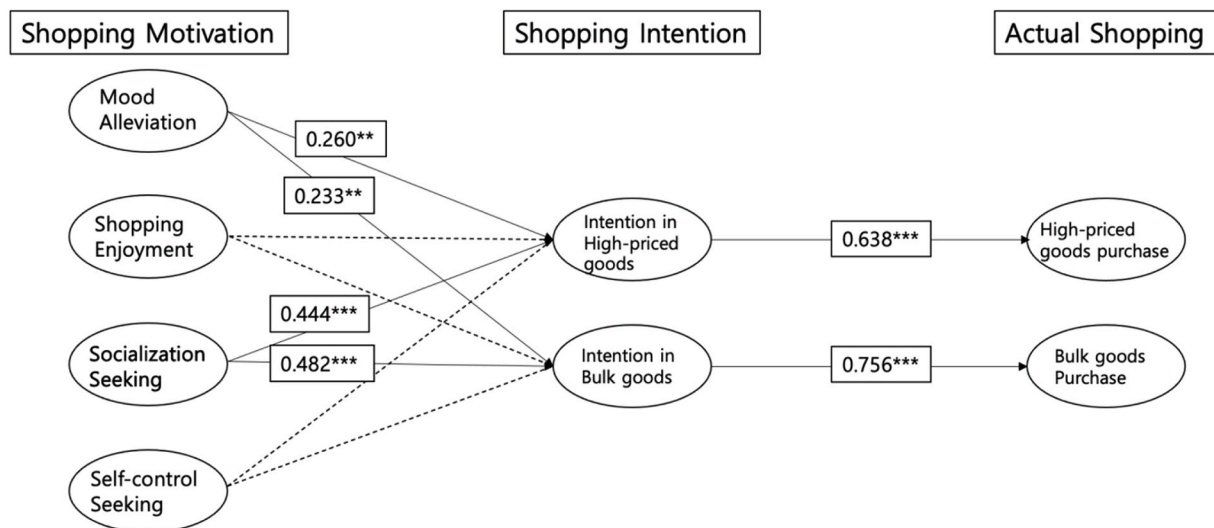 Shopping Motivation
Shopping Intention
Actual Shopping
Mood
Alleviation
0.260**
0.233**
Shopping
Enjoyment
Intention in
High-priced
goods
0.638***
High-priced
goods purchase
0.444***
0.482***
Socialization
Seeking
Intention in
Bulk goods
0.756***
Bulk goods
Purchase
Self-control
Seeking